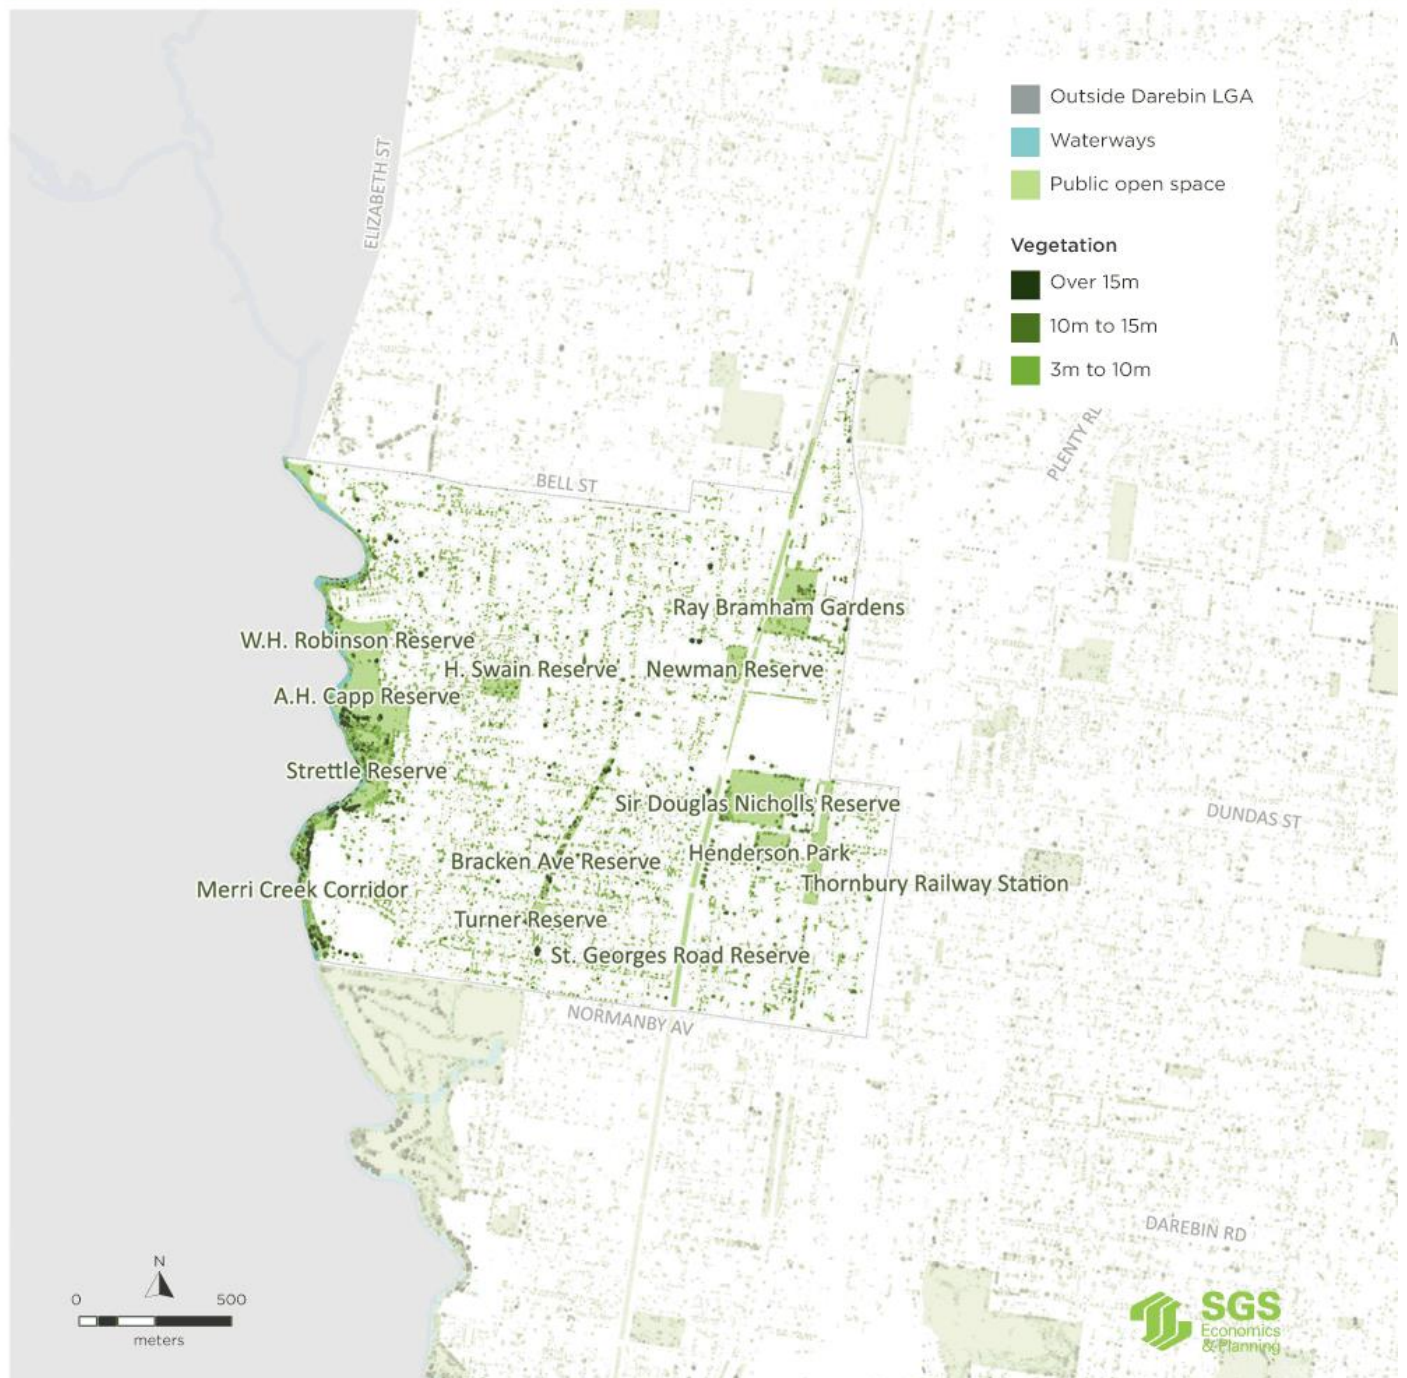 Outside Darebin LGA
Waterways
Public open space
Vegetation
Over 15m
10m to 15m
3m to 10m
ELIZABETH ST
PLENTY RD
BELL ST
Ray Bramham Gardens
W.H. Robinson Reserve
H. Swain Reserve
Newman Reserve
A.H. Capp Reserve
Strettle Reserve
Sir Douglas Nicholls Reserve
DUNDAS ST
Bracken Ave Reserve
Henderson Park
Merri Creek Corridor
Thornbury Railway Station
Turner Reserve
St. Georges Road Reserve
NORMANBY AV
DAREBIN RD
N
0 500
meters
SGS
Economics
& Planning